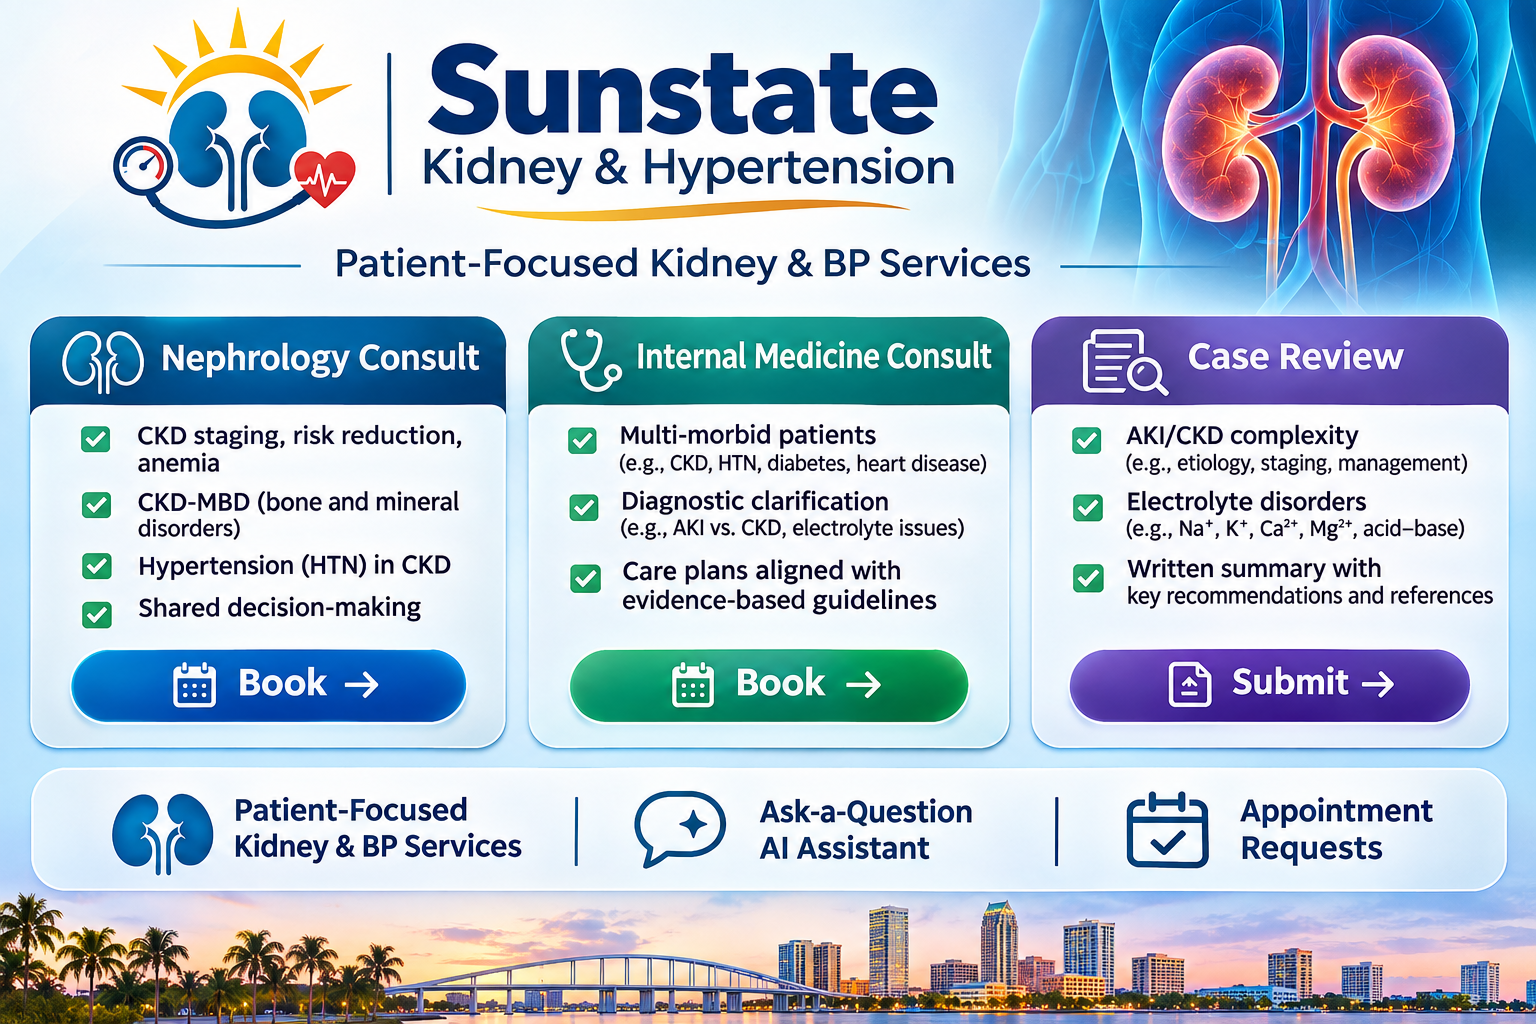 Sunstate
Kidney & Hypertension
Patient-Focused Kidney & BP Services
Nephrology Consult
CKD staging, risk reduction,
anemia
CKD-MBD (bone and mineral
disorders)
Hypertension (HTN) in CKD
Shared decision-making
Book →
Internal Medicine Consult
Multi-morbid patients
(e.g., CKD, HTN, diabetes, heart disease)
Diagnostic clarification
(e.g., AKI vs. CKD, electrolyte issues)
Care plans aligned with
evidence-based guidelines
Book →
Case Review
AKI/CKD complexity
(e.g., etiology, staging, management)
Electrolyte disorders
(e.g., Na⁺, K⁺, Ca²⁺, Mg²⁺, acid–base)
Written summary with
key recommendations and references
Submit →
Patient-Focused
Kidney & BP Services
Ask-a-Question
AI Assistant
Appointment
Requests